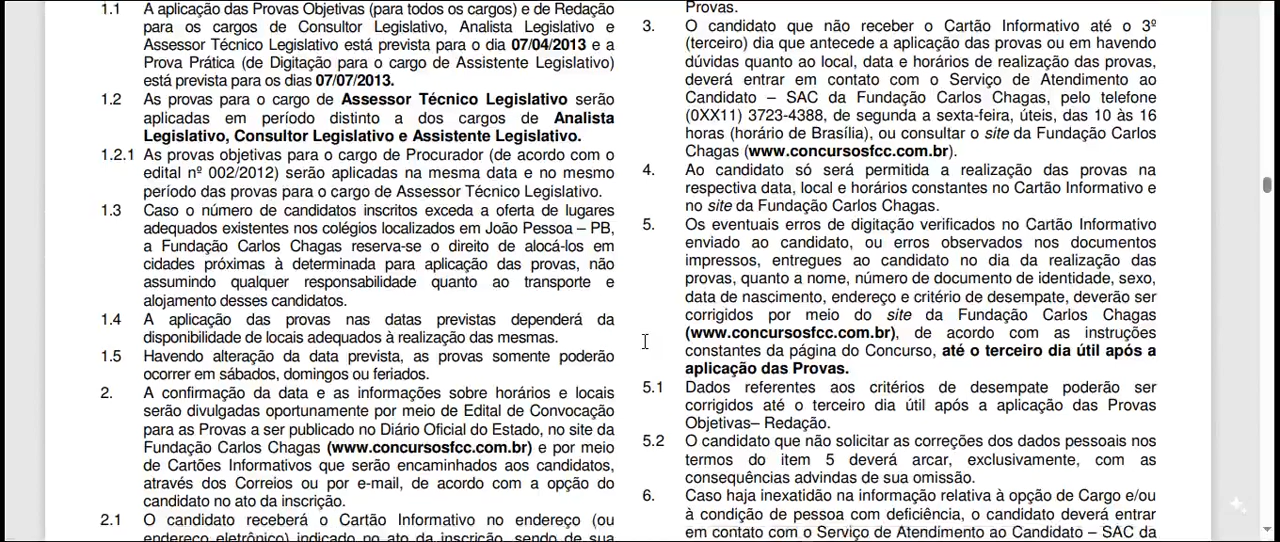 1.1 A aplicação das Provas Objetivas (para todos os cargos) e de Redação
para os cargos de Consultor Legislativo, Analista Legislativo e
Assessor Técnico Legislativo está prevista para o dia 07/04/2013 e a
Prova Prática (de Digitação para o cargo de Assistente Legislativo)
está prevista para os dias 07/07/2013.
1.2 As provas para o cargo de Assessor Técnico Legislativo serão
aplicadas em período distinto a dos cargos de Analista
Legislativo, Consultor Legislativo e Assistente Legislativo.
1.2.1 As provas objetivas para o cargo de Procurador (de acordo com o
edital nº 002/2012) serão aplicadas na mesma data e no mesmo
período das provas para o cargo de Assessor Técnico Legislativo.
1.3 Caso o número de candidatos inscritos exceda a oferta de lugares
adequados existentes nos colégios localizados em João Pessoa – PB,
a Fundação Carlos Chagas reserva-se o direito de alocá-los em
cidades próximas à determinada para aplicação das provas, não
assumindo qualquer responsabilidade quanto ao transporte e
alojamento desses candidatos.
1.4 A aplicação das provas nas datas previstas dependerá da
disponibilidade de locais adequados à realização das mesmas.
1.5 Havendo alteração da data prevista, as provas somente poderão
ocorrer em sábados, domingos ou feriados.
2. A confirmação da data e as informações sobre horários e locais
serão divulgadas oportunamente por meio de Edital de Convocação
para as Provas a ser publicado no Diário Oficial do Estado, no site da
Fundação Carlos Chagas (www.concursosfcc.com.br) e por meio
de Cartões Informativos que serão encaminhados aos candidatos,
através dos Correios ou por e-mail, de acordo com a opção do
candidato no ato da inscrição.
2.1 O candidato receberá o Cartão Informativo no endereço (ou
endereço eletrônico) indicado no ato da inscrição, sendo de sua
Provas.
3. O candidato que não receber o Cartão Informativo até o 3º
(terceiro) dia que antecede a aplicação das provas ou em havendo
dúvidas quanto ao local, data e horários de realização das provas,
deverá entrar em contato com o Serviço de Atendimento ao
Candidato – SAC da Fundação Carlos Chagas, pelo telefone
(0XX11) 3723-4388, de segunda a sexta-feira, úteis, das 10 às 16
horas (horário de Brasília), ou consultar o site da Fundação Carlos
Chagas (www.concursosfcc.com.br).
4. Ao candidato só será permitida a realização das provas na
respectiva data, local e horários constantes no Cartão Informativo e
no site da Fundação Carlos Chagas.
5. Os eventuais erros de digitação verificados no Cartão Informativo
enviado ao candidato, ou erros observados nos documentos
impressos, entregues ao candidato no dia da realização das
provas, quanto a nome, número de documento de identidade, sexo,
data de nascimento, endereço e critério de desempate, deverão ser
corrigidos por meio do site da Fundação Carlos Chagas
(www.concursosfcc.com.br), de acordo com as instruções
constantes da página do Concurso, até o terceiro dia útil após a
aplicação das Provas.
5.1 Dados referentes aos critérios de desempate poderão ser
corrigidos até o terceiro dia útil após a aplicação das Provas
Objetivas– Redação.
5.2 O candidato que não solicitar as correções dos dados pessoais nos
termos do item 5 deverá arcar, exclusivamente, com as
consequências advindas de sua omissão.
6. Caso haja inexatidão na informação relativa à opção de Cargo e/ou
à condição de pessoa com deficiência, o candidato deverá entrar
em contato com o Serviço de Atendimento ao Candidato – SAC da